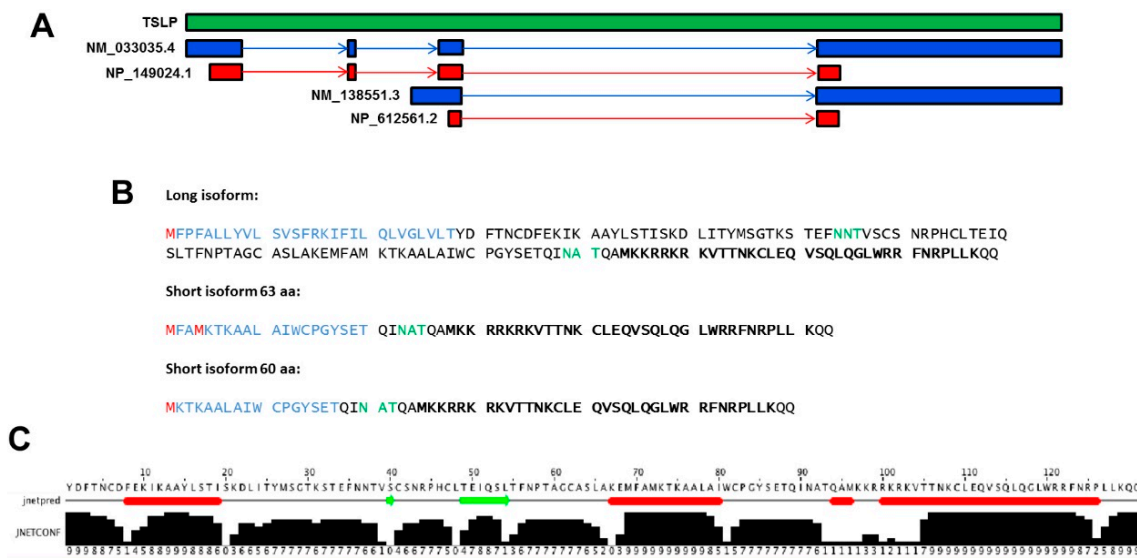 A
TSLP
NM_033035.4
NP_149024.1
NM_138551.3
NP_612561.2
B
Long isoform:
MFPFALLYVL SVSFRKIFIL QLVGLVLTYD FTNCDFEKIK AAYLSTISKD LITYMSGTKS TEFNNTVSCS NRPHCLTEIQ
SLTFNPTAGC ASLAKEMFAM KTKAALAIWC PGYSETQINA TQAMKKRRKR KVTTNKCLEQ VSQLQGLWRR FNRPLLKQQ
Short isoform 63 aa:
MFAMKTKAAL AIWCPGYSET QINATQAMKK RRKRKVTTNK CLEQVSQLQG LWRRFNRPLL KQQ
Short isoform 60 aa:
MKTKAALAIW CPGYSETQIN ATQAMKKRRK RKVTTNKCLE QVSQLQGLWR RFNRPLLKQQ
C
10 20 30 40 50 60 70 80 90 100 110 120
YDFTNCDFEKIKAAYLSTISKDLITYMSGTKSTEFNNTVSCSNRPHCLTEIQSLTFNPTAGCASLAKEMFAMKTKAALAIWCPGYSETQINATQAMKKRRKRKVTTNKCLEQVSQLQGLWRRFNRPLLKQQ
jnetpred
JNETCONF